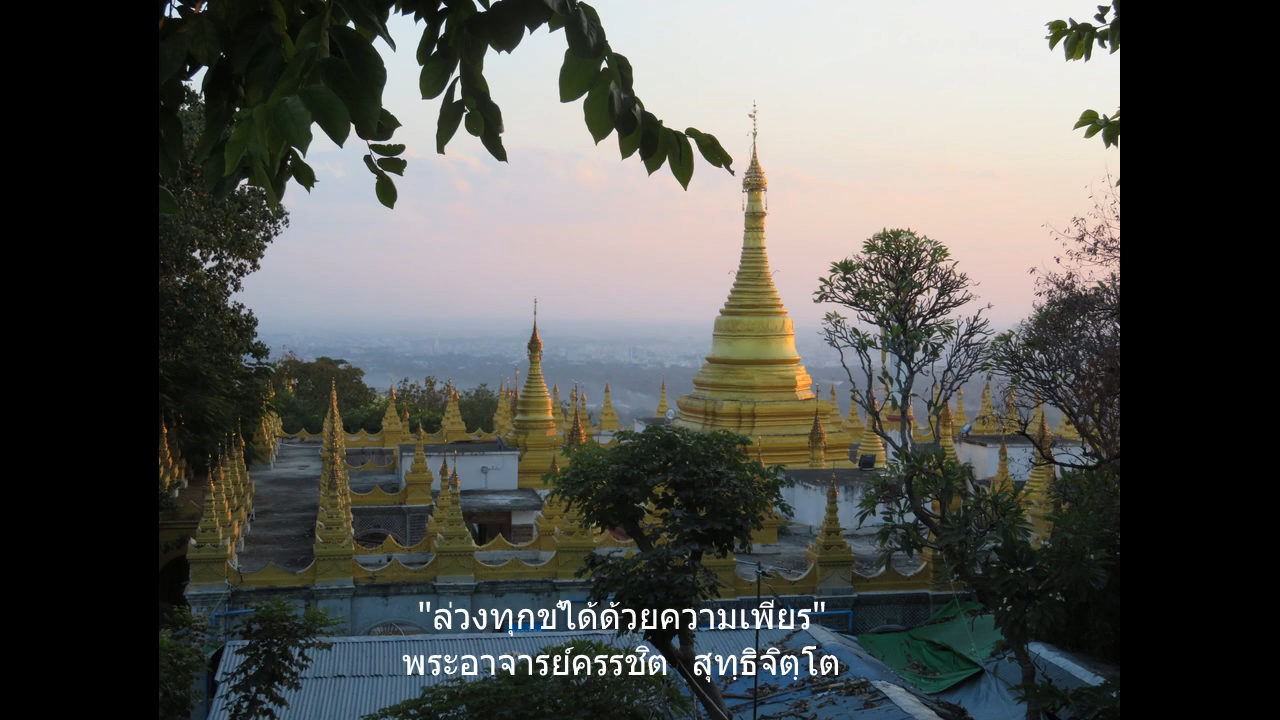 "ล่วงทุกข์ได้ด้วยความเพียร"
พระอาจารย์ครรชิต  สุทฺธิจิตฺโต